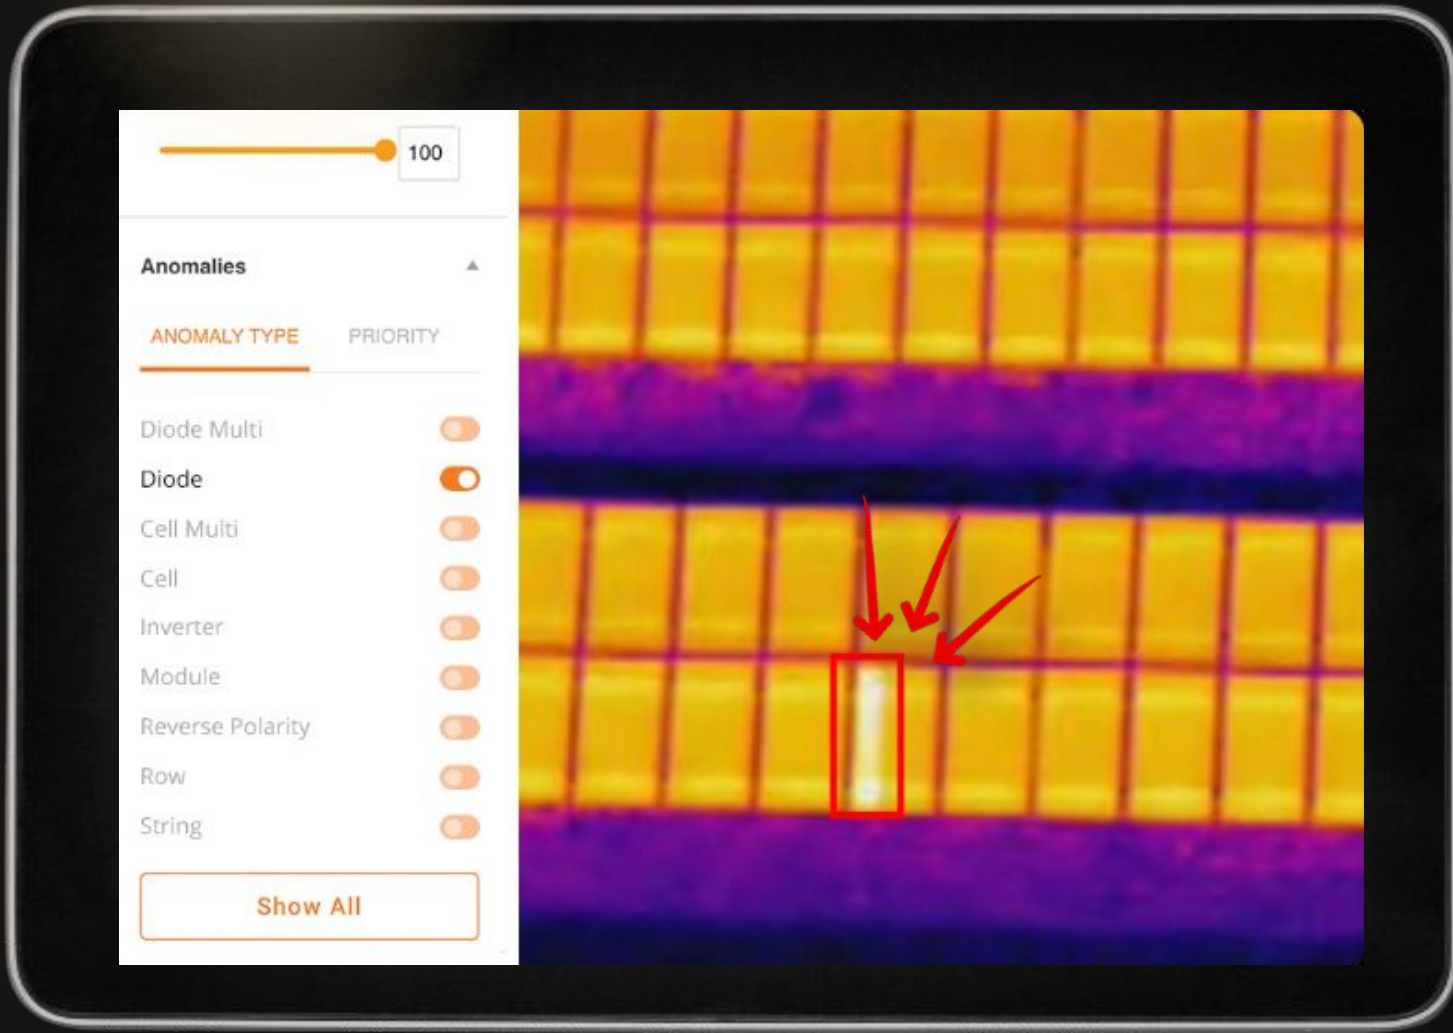 100
Anomalies
ANOMALY TYPE PRIORITY
Diode Multi
Diode
Cell Multi
Cell
Inverter
Module
Reverse Polarity
Row
String
Show All